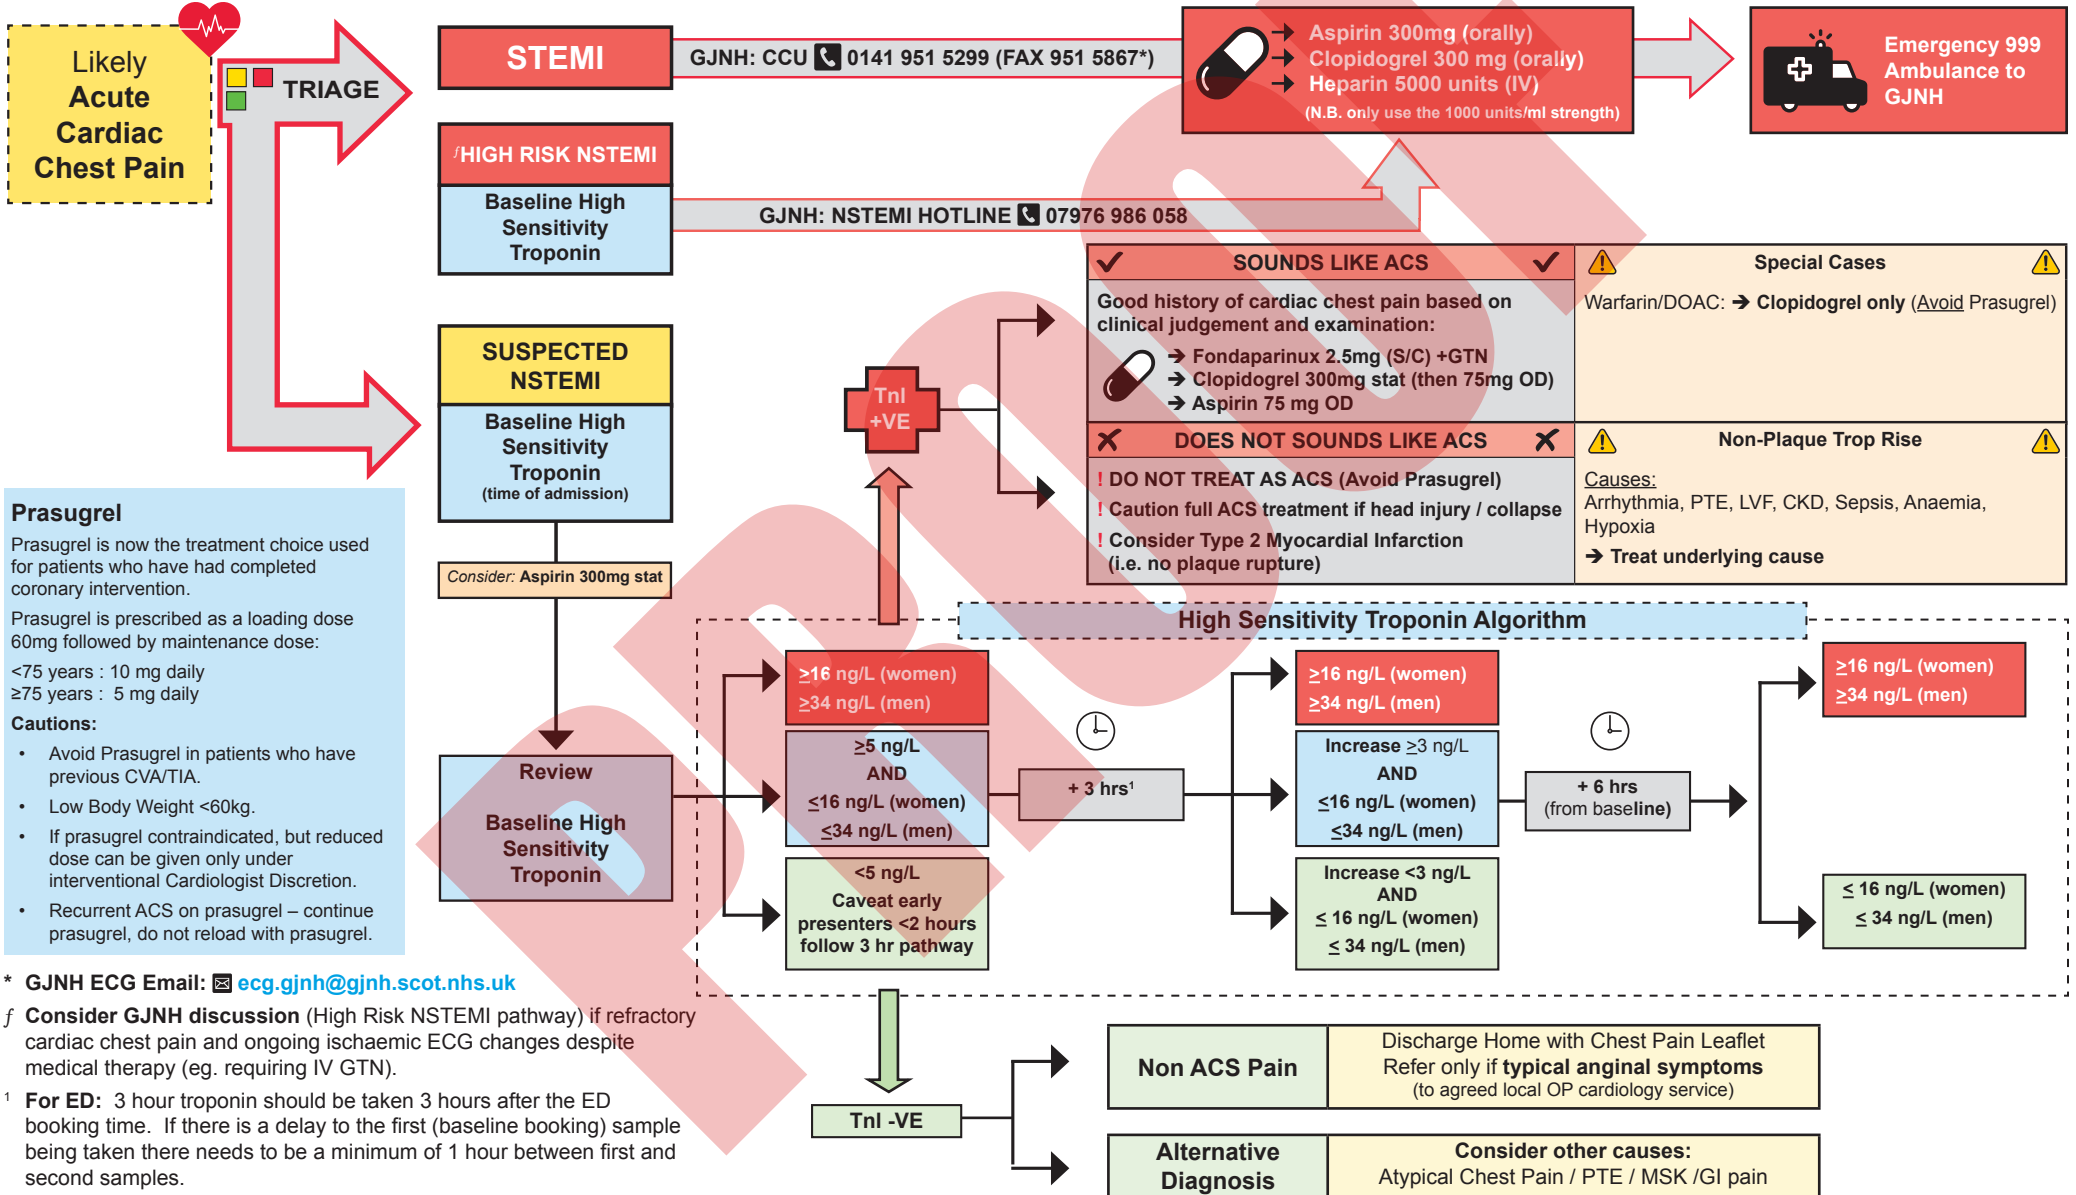 Likely
Acute
Cardiac
Chest Pain
TRIAGE
STEMI
GJNH: CCU 0141 951 5299 (FAX 951 5867*)
Aspirin 300mg (orally)
Clopidogrel 300 mg (orally)
Heparin 5000 units (IV)
(N.B. only use the 1000 units/ml strength)
Emergency 999
Ambulance to
GJNH
ƒHIGH RISK NSTEMI
Baseline High
Sensitivity
Troponin
GJNH: NSTEMI HOTLINE 07976 986 058
SUSPECTED
NSTEMI
Baseline High
Sensitivity
Troponin
(time of admission)
Consider: Aspirin 300mg stat
Review
Baseline High
Sensitivity
Troponin
TnI
+VE
SOUNDS LIKE ACS
Good history of cardiac chest pain based on
clinical judgement and examination:
➔ Fondaparinux 2.5mg (S/C) +GTN
➔ Clopidogrel 300mg stat (then 75mg OD)
➔ Aspirin 75 mg OD
Special Cases
Warfarin/DOAC: ➔ Clopidogrel only (Avoid Prasugrel)
DOES NOT SOUNDS LIKE ACS
! DO NOT TREAT AS ACS (Avoid Prasugrel)
! Caution full ACS treatment if head injury / collapse
! Consider Type 2 Myocardial Infarction
(i.e. no plaque rupture)
Non-Plaque Trop Rise
Causes:
Arrhythmia, PTE, LVF, CKD, Sepsis, Anaemia,
Hypoxia
➔ Treat underlying cause
Prasugrel
Prasugrel is now the treatment choice used
for patients who have had completed
coronary intervention.
Prasugrel is prescribed as a loading dose
60mg followed by maintenance dose:
<75 years : 10 mg daily
≥75 years : 5 mg daily
Cautions:
• Avoid Prasugrel in patients who have
previous CVA/TIA.
• Low Body Weight <60kg.
• If prasugrel contraindicated, but reduced
dose can be given only under
interventional Cardiologist Discretion.
• Recurrent ACS on prasugrel – continue
prasugrel, do not reload with prasugrel.
High Sensitivity Troponin Algorithm
≥16 ng/L (women)
≥34 ng/L (men)
≥5 ng/L
AND
≤16 ng/L (women)
≤34 ng/L (men)
<5 ng/L
Caveat early
presenters <2 hours
follow 3 hr pathway
+ 3 hrs¹
≥16 ng/L (women)
≥34 ng/L (men)
Increase ≥3 ng/L
AND
≤16 ng/L (women)
≤34 ng/L (men)
Increase <3 ng/L
AND
≤ 16 ng/L (women)
≤ 34 ng/L (men)
+ 6 hrs
(from baseline)
≥16 ng/L (women)
≥34 ng/L (men)
≤ 16 ng/L (women)
≤ 34 ng/L (men)
* GJNH ECG Email: ecg.gjnh@gjnh.scot.nhs.uk
ƒ Consider GJNH discussion (High Risk NSTEMI pathway) if refractory
cardiac chest pain and ongoing ischaemic ECG changes despite
medical therapy (eg. requiring IV GTN).
¹ For ED: 3 hour troponin should be taken 3 hours after the ED
booking time. If there is a delay to the first (baseline booking) sample
being taken there needs to be a minimum of 1 hour between first and
second samples.
TnI -VE
Non ACS Pain
Discharge Home with Chest Pain Leaflet
Refer only if typical anginal symptoms
(to agreed local OP cardiology service)
Alternative
Diagnosis
Consider other causes:
Atypical Chest Pain / PTE / MSK /GI pain
PROOF